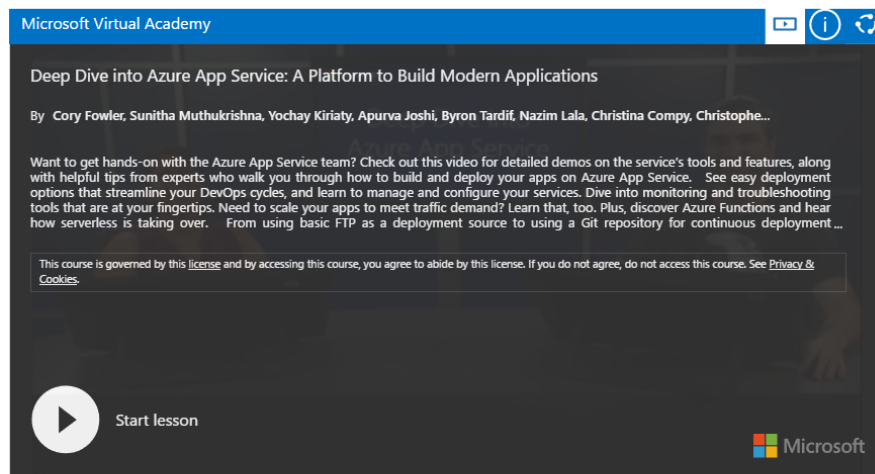 Microsoft Virtual Academy
Deep Dive into Azure App Service: A Platform to Build Modern Applications
By Cory Fowler, Sunitha Muthukrishna, Yochay Kiriaty, Apurva Joshi, Byron Tardif, Nazim Lala, Christina Compy, Christophe...
Deep Dive into
Azure App Service
Want to get hands-on with the Azure App Service team? Check out this video for detailed demos on the service's tools and features, along
with helpful tips from experts who walk you through how to build and deploy your apps on Azure App Service. See easy deployment
options that streamline your DevOps cycles, and learn to manage and configure your services. Dive into monitoring and troubleshooting
tools that are at your fingertips. Need to scale your apps to meet traffic demand? Learn that, too. Plus, discover Azure Functions and hear
how serverless is taking over. From using basic FTP as a deployment source to using a Git repository for continuous deployment ...
This course is governed by this license and by accessing this course, you agree to abide by this license. If you do not agree, do not access this course. See Privacy &
Cookies.
Start lesson
Microsoft